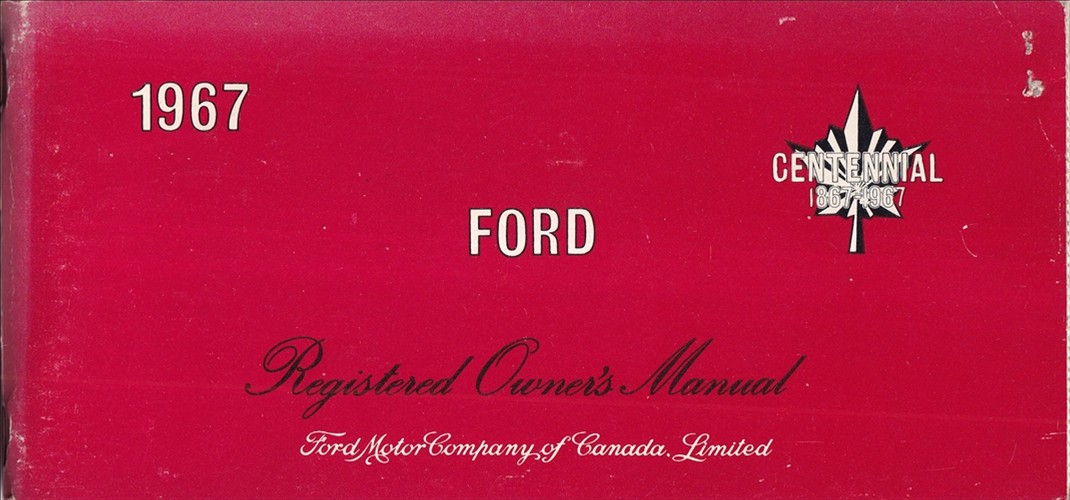 1967
CENTENNIAL
1867-1967
FORD
Registered Owner's Manual
Ford Motor Company of Canada, Limited